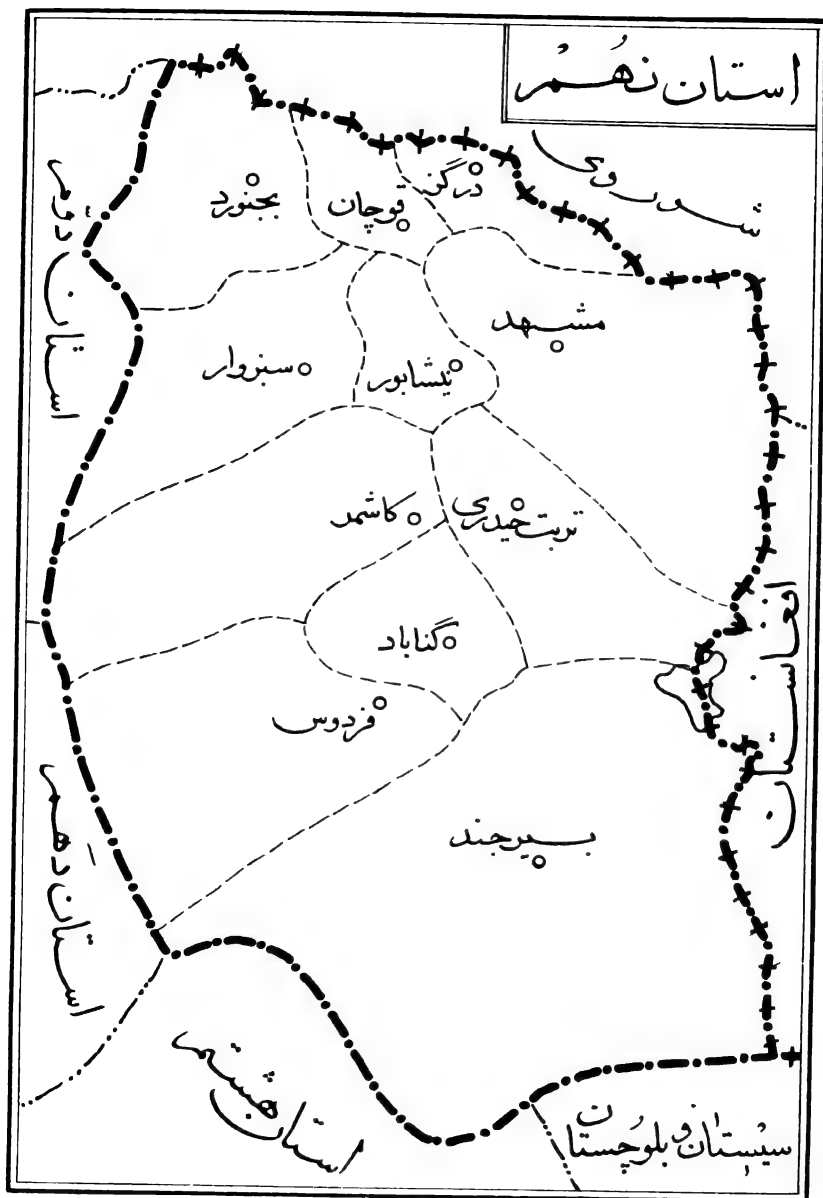 استان نهم
شوروی
درگز
قوچان
بجنورد
استان دوم
مشهد
نیشابور
سبزوار
تربت حیدری
کاشمر
افغانستان
گناباد
فردوس
بیرجند
استان دهم
استان هشتم
سیستان و بلوچستان